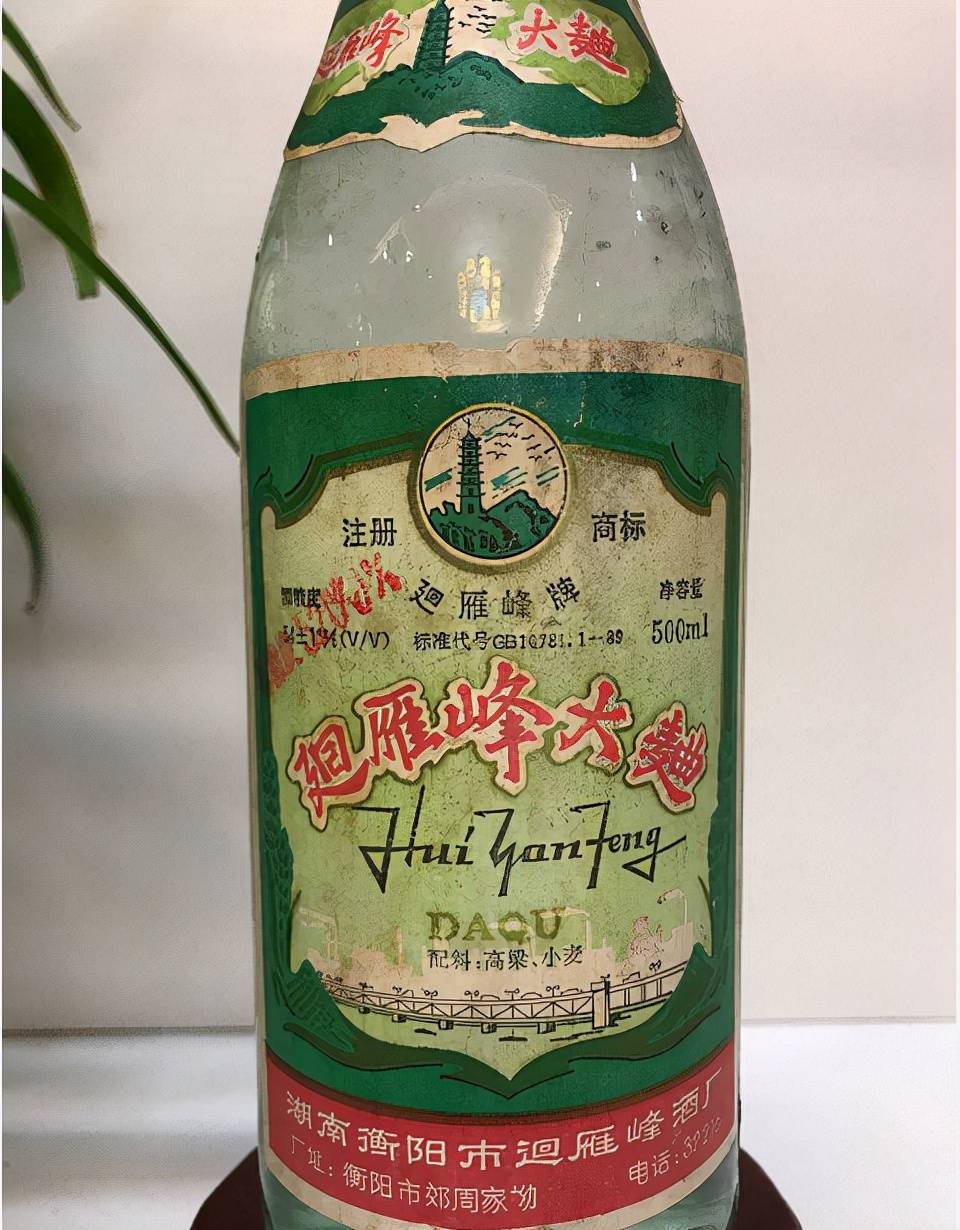 迴雁峰 大麯
注册 商标
迴雁峰牌
净容量
±1%(V/V) 标准代号GB10781.1-89 500ml
迴雁峰大麯
Hui Yan Feng
DAQU
配料:高粱、小麦
湖南衡阳市迴雁峰酒厂
厂址:衡阳市郊周家坳
电话: